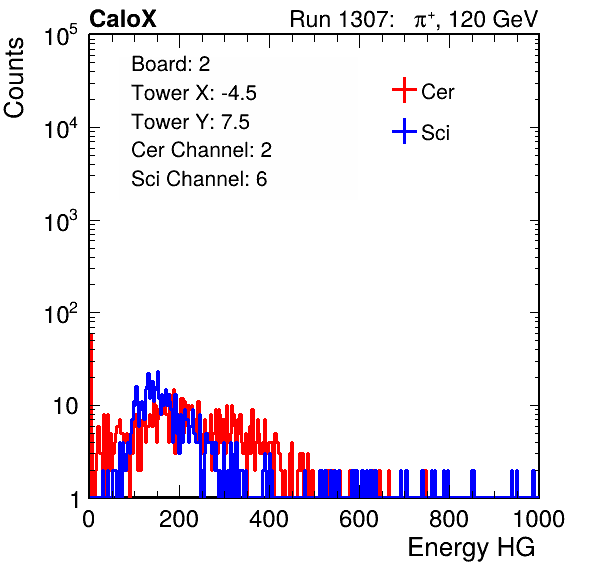 CaloX Run 1307: π⁺, 120 GeV
Counts
Board: 2
Tower X: -4.5
Tower Y: 7.5
Cer Channel: 2
Sci Channel: 6
Cer
Sci
10⁵
10⁴
10³
10²
10
1
0 200 400 600 800 1000
Energy HG